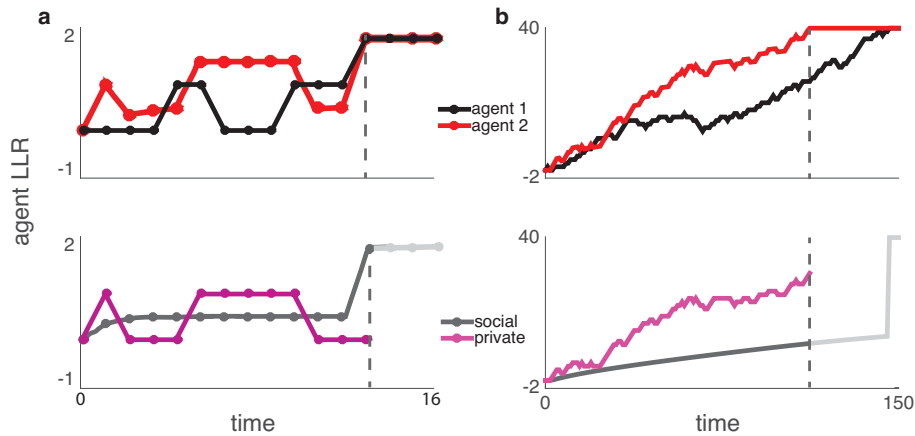 a
b
2
-1
40
-2
agent 1
agent 2
agent LLR
2
-1
0
16
time
40
-2
0
150
time
social
private